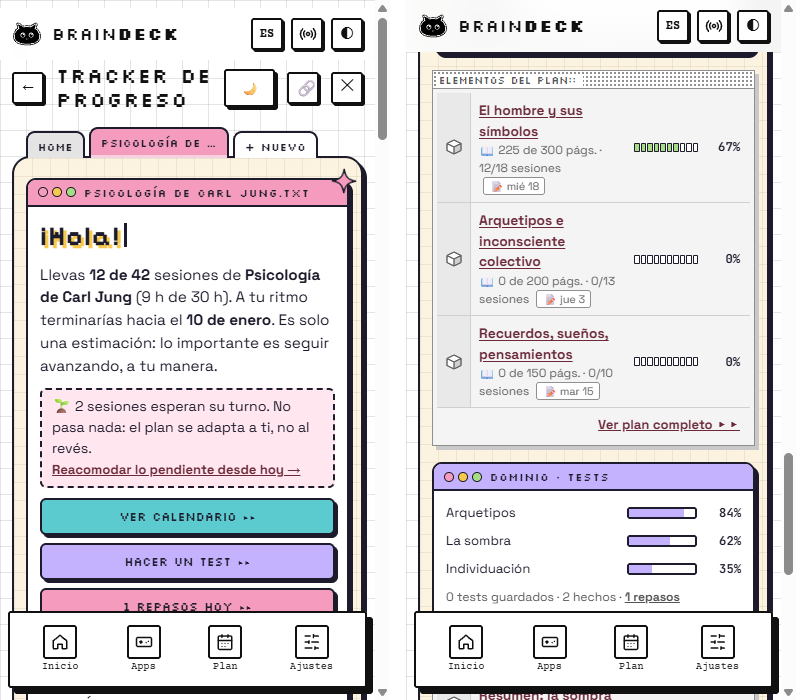 BRAINDECK
ES
TRACKER DE
PROGRESO
HOME
PSICOLOGÍA DE …
+ NUEVO
PSICOLOGÍA DE CARL JUNG.TXT
¡Hola!
Llevas 12 de 42 sesiones de Psicología
de Carl Jung (9 h de 30 h). A tu ritmo
terminarías hacia el 10 de enero. Es solo
una estimación: lo importante es seguir
avanzando, a tu manera.
2 sesiones esperan su turno. No
pasa nada: el plan se adapta a ti, no al
revés.
Reacomodar lo pendiente desde hoy →
VER CALENDARIO ▸▸
HACER UN TEST ▸▸
1 REPASOS HOY ▸▸
Inicio
Apps
Plan
Ajustes
BRAINDECK
ES
ELEMENTOS DEL PLAN::
El hombre y sus
símbolos
225 de 300 págs. ·
12/18 sesiones
mié 18
67%
Arquetipos e
inconsciente
colectivo
0 de 200 págs. · 0/13
sesiones
jue 3
0%
Recuerdos, sueños,
pensamientos
0 de 150 págs. · 0/10
sesiones
mar 15
0%
Ver plan completo ▸▸
DOMINIO · TESTS
Arquetipos 84%
La sombra 62%
Individuación 35%
0 tests guardados · 2 hechos · 1 repasos
Inicio
Apps
Plan
Ajustes
Resumen: la sombra